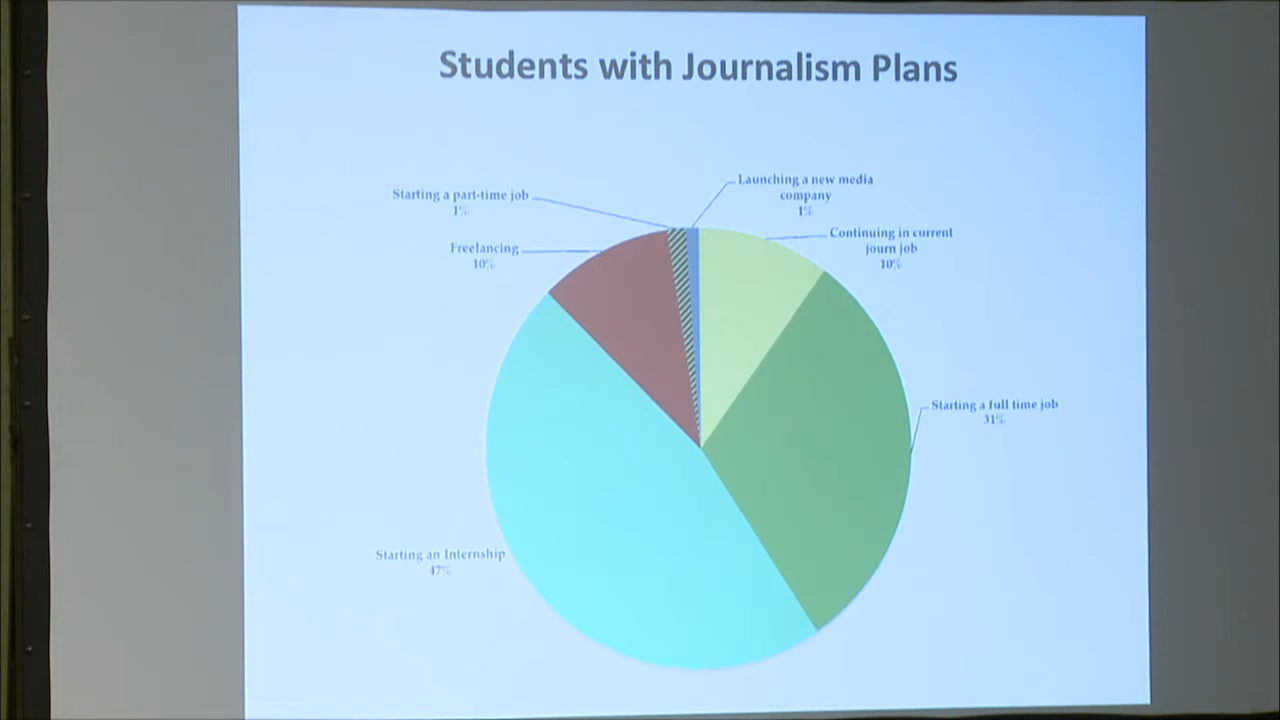 Students with Journalism Plans
Launching a new media
company
1%
Starting a part-time job
1%
Continuing in current
journ job
10%
Freelancing
10%
Starting a full time job
31%
Starting an Internship
47%